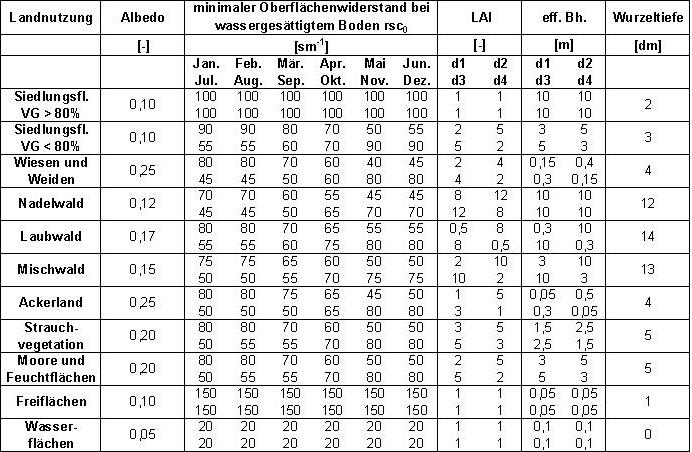 Landnutzung Albedo minimaler Oberflächenwiderstand bei wassergesättigtem Boden rsc0 LAI eff. Bh. Wurzeltiefe
[-] [sm-1] [-] [m] [dm]
Jan. Feb. Mär. Apr. Mai Jun. d1 d2 d1 d2
Jul. Aug. Sep. Okt. Nov. Dez. d3 d4 d3 d4
Siedlungsfl. 100 100 100 100 100 100 1 1 10 10
VG > 80% 0,10 100 100 100 100 100 100 1 1 10 10 2
Siedlungsfl. 90 90 80 70 50 55 2 5 3 5
VG < 80% 0,10 55 55 60 70 90 90 5 2 5 3 3
Wiesen und 80 80 70 60 40 45 2 4 0,15 0,4
Weiden 0,25 45 45 50 60 70 80 4 2 0,3 0,15 4
Nadelwald 0,12 70 70 60 55 45 45 8 12 10 10 12
45 45 50 65 70 70 12 8 10 10
Laubwald 0,17 80 80 70 65 55 55 0,5 8 0,3 10 14
55 55 60 75 80 80 8 0,5 10 0,3
Mischwald 0,15 75 75 65 60 50 50 2 10 3 10 13
50 50 55 70 75 75 10 2 10 3
Ackerland 0,25 80 80 75 65 45 50 1 5 0,05 0,5 4
50 50 50 65 80 80 3 1 0,3 0,05
Strauch- 80 80 70 60 50 50 3 5 1,5 2,5
vegetation 0,20 50 55 55 70 80 80 5 3 2,5 1,5 5
Moore und 80 80 70 60 50 50 2 5 3 5
Feuchtflächen 0,20 50 55 55 70 80 80 5 2 5 3 5
Freiflächen 0,10 150 150 150 150 150 150 1 1 0,05 0,05 1
150 150 150 150 150 150 1 1 0,05 0,05
Wasser- 20 20 20 20 20 20 1 1 0,1 0,1
flächen 0,05 20 20 20 20 20 20 1 1 0,1 0,1 0